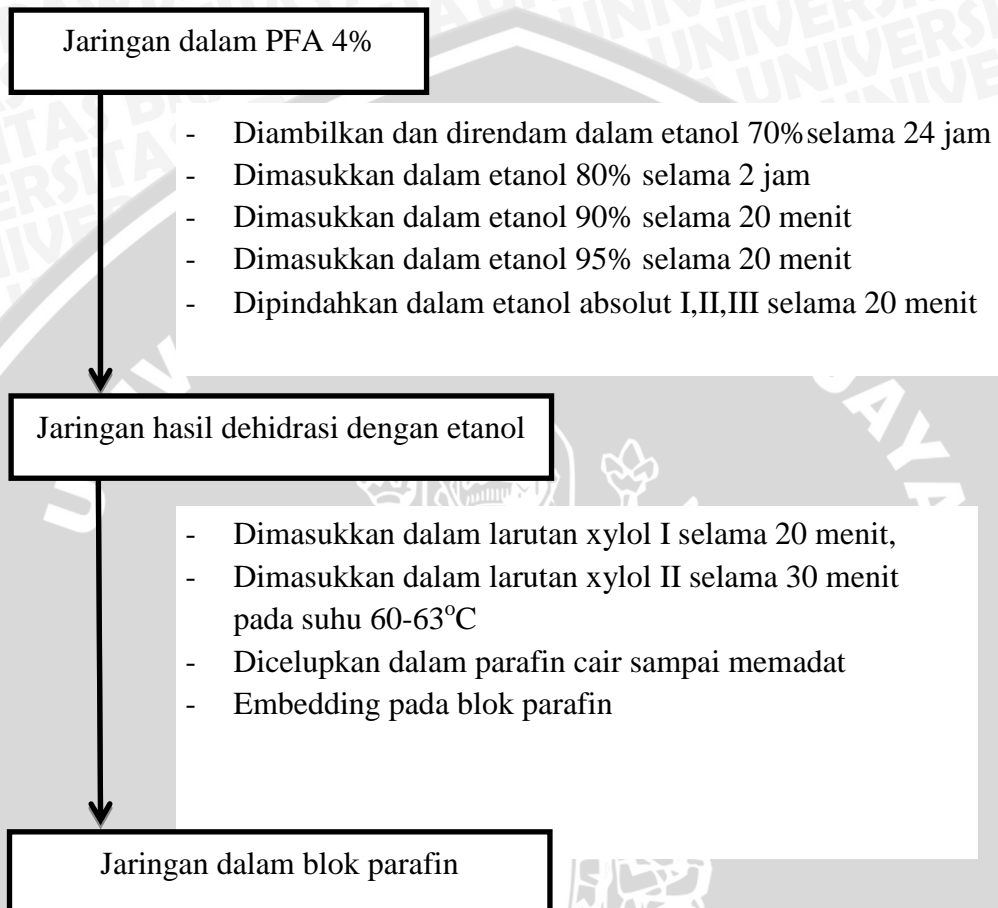 Jaringan dalam PFA 4%
- Diambilkan dan direndam dalam etanol 70%selama 24 jam
- Dimasukkan dalam etanol 80% selama 2 jam
- Dimasukkan dalam etanol 90% selama 20 menit
- Dimasukkan dalam etanol 95% selama 20 menit
- Dipindahkan dalam etanol absolut I,II,III selama 20 menit
Jaringan hasil dehidrasi dengan etanol
- Dimasukkan dalam larutan xylol I selama 20 menit,
- Dimasukkan dalam larutan xylol II selama 30 menit
pada suhu 60-63°C
- Dicelupkan dalam parafin cair sampai memadat
- Embedding pada blok parafin
Jaringan dalam blok parafin